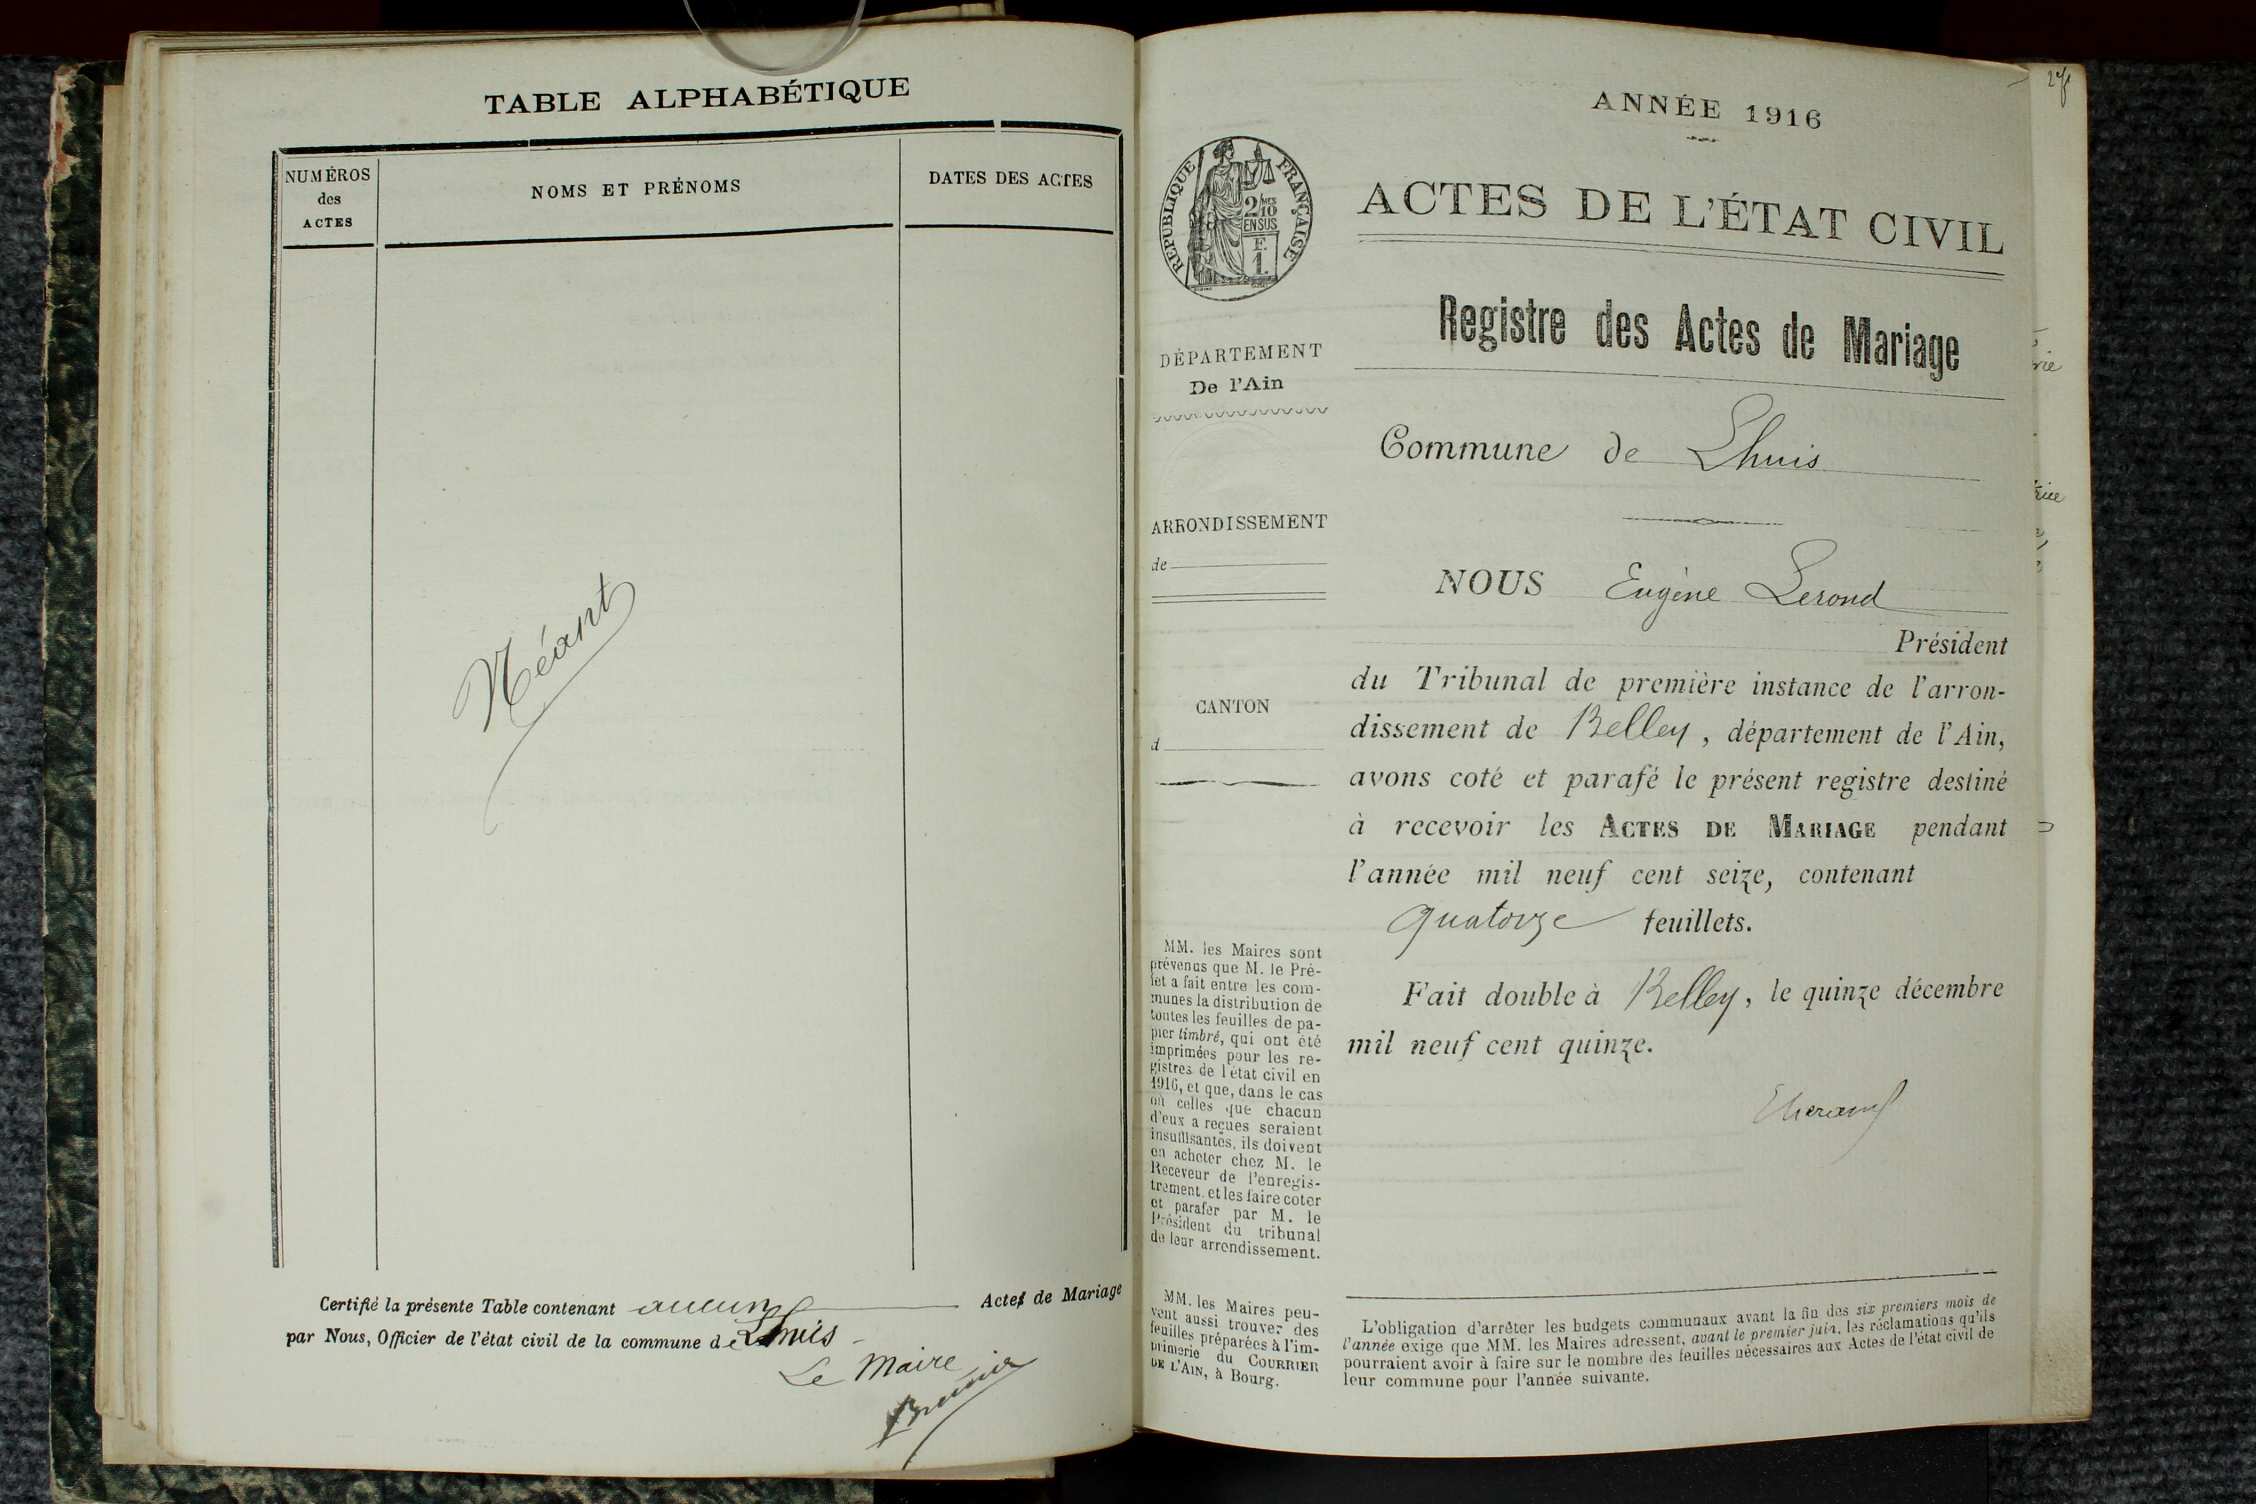 TABLE ALPHABÉTIQUE
NUMÉROS
des
ACTES
NOMS ET PRÉNOMS
DATES DES ACTES
Néant
Certifié la présente Table contenant aucun Actes de Mariage
par Nous, Officier de l'état civil de la commune de Lhuis
Le Maire
ANNÉE 1916
RÉPUBLIQUE FRANÇAISE
2/10
EN SUS
F.
1.
ACTES DE L'ÉTAT CIVIL
Registre des Actes de Mariage
DÉPARTEMENT
De l'Ain
Commune de Lhuis
ARRONDISSEMENT
de
NOUS Eugène Lerond
Président
du Tribunal de première instance de l'arron-
dissement de Belley, département de l'Ain,
avons coté et parafé le présent registre destiné
à recevoir les ACTES DE MARIAGE pendant
l'année mil neuf cent seize, contenant
quatorze feuillets.
Fait double à Belley, le quinze décembre
mil neuf cent quinze.
CANTON
d
MM. les Maires sont
prévenus que M. le Pré-
fet a fait entre les com-
munes la distribution de
toutes les feuilles de pa-
pier timbré, qui ont été
imprimées pour les re-
gistres de l'état civil en
1916, et que, dans le cas
où celles que chacun
d'eux a reçues seraient
insuffisantes, ils doivent
en acheter chez M. le
Receveur de l'enregis-
trement, et les faire coter
et parafer par M. le
Président du tribunal
de leur arrondissement.
MM. les Maires peu-
vent aussi trouver des
feuilles préparées à l'im-
primerie du COURRIER
DE L'AIN, à Bourg.
L'obligation d'arrêter les budgets communaux avant la fin des six premiers mois de
l'année exige que MM. les Maires adressent, avant le premier juin, les réclamations qu'ils
pourraient avoir à faire sur le nombre des feuilles nécessaires aux Actes de l'état civil de
leur commune pour l'année suivante.